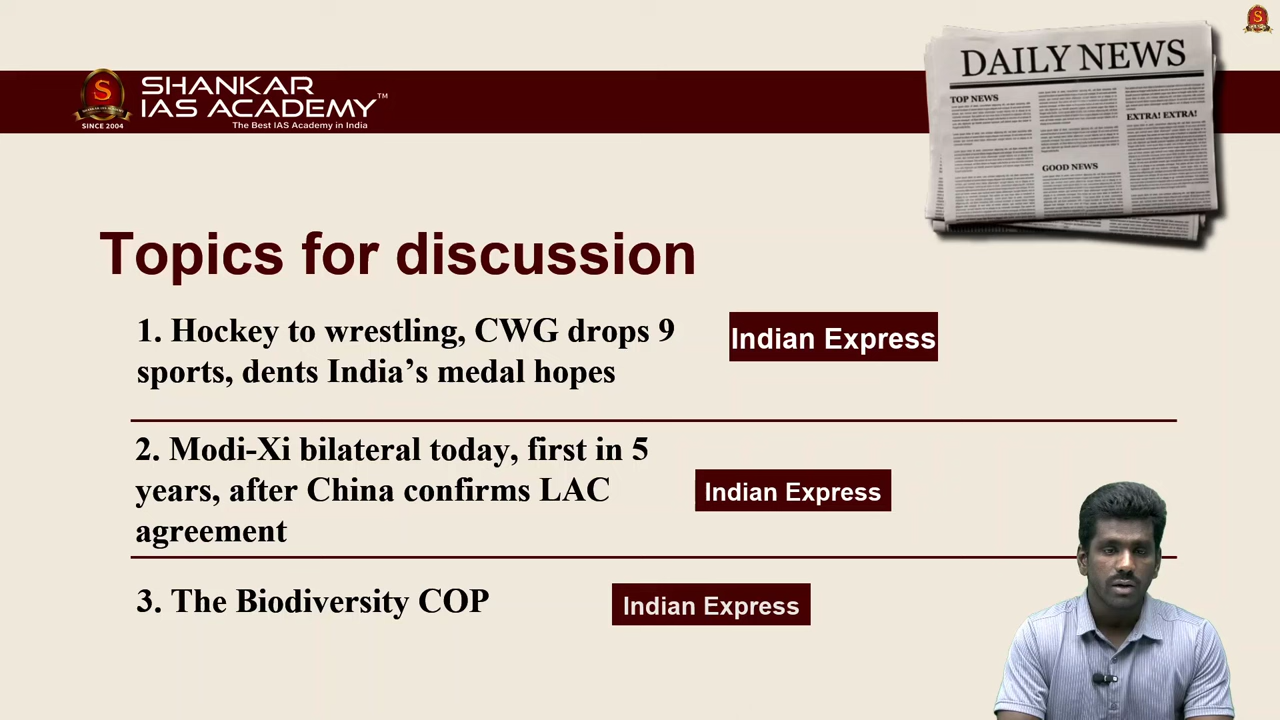 SHANKAR
IAS ACADEMY™
The Best IAS Academy in India
S
SINCE 2004
DAILY NEWS
TOP NEWS
EXTRA! EXTRA!
GOOD NEWS
Topics for discussion
1. Hockey to wrestling, CWG drops 9
sports, dents India’s medal hopes
Indian Express
2. Modi-Xi bilateral today, first in 5
years, after China confirms LAC
agreement
Indian Express
3. The Biodiversity COP
Indian Express